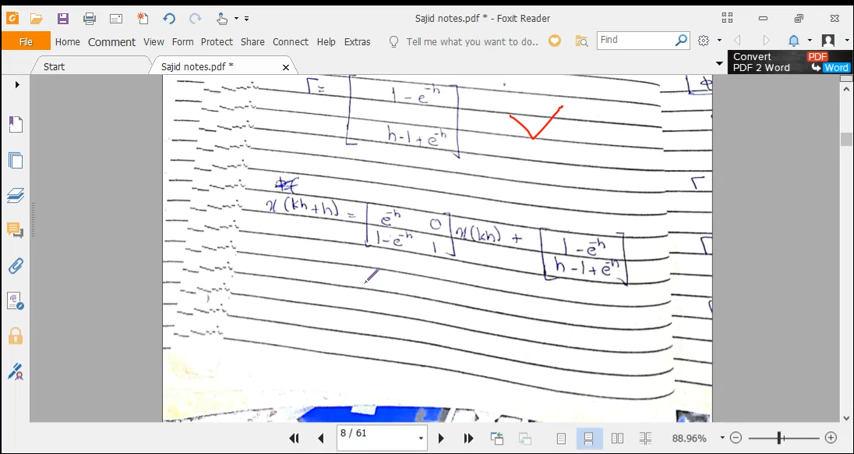 Sajid notes.pdf * - Foxit Reader
File Home Comment View Form Protect Share Connect Help Extras Tell me what you want to do.. Find
Convert PDF
PDF 2 Word Word
Start Sajid notes.pdf *
Γ =
1 - e^-h
h - 1 + e^-h
x(kh+h) = [ e^-h 0 ; 1 - e^-h 1 ] x(kh) + [ 1 - e^-h ; h - 1 + e^-h ]
8 / 61
88.96%